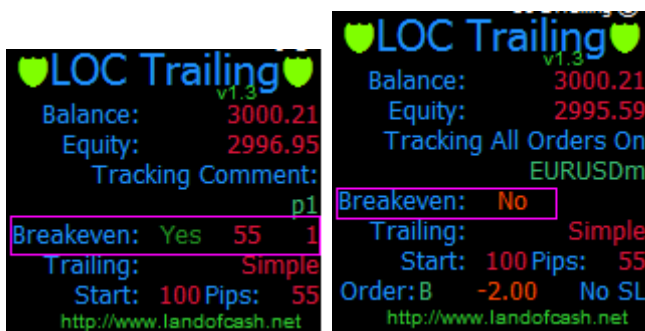 LOC Trailing
v1.3
Balance: 3000.21
Equity: 2996.95
Tracking Comment:
p1
Breakeven: Yes 55 1
Trailing: Simple
Start: 100 Pips: 55
http://www.landofcash.net
LOC Trailing
v1.3
Balance: 3000.21
Equity: 2995.59
Tracking All Orders On
EURUSDm
Breakeven: No
Trailing: Simple
Start: 100 Pips: 55
Order: B -2.00 No SL
http://www.landofcash.net